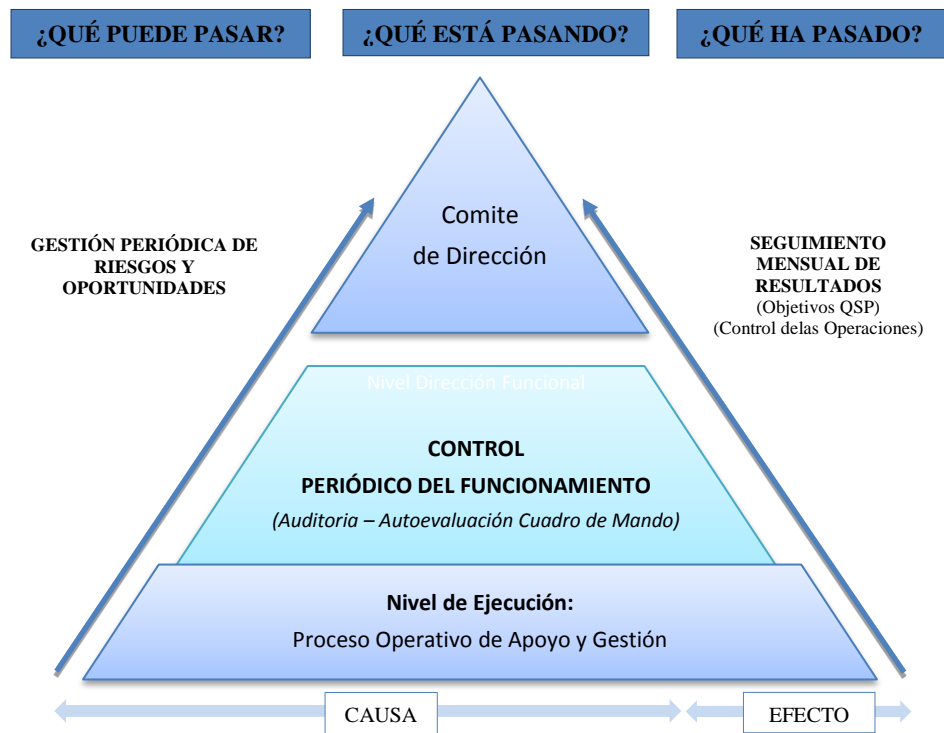 ¿QUÉ PUEDE PASAR?
¿QUÉ ESTÁ PASANDO?
¿QUÉ HA PASADO?
Comite
de Dirección
GESTIÓN PERIÓDICA DE
RIESGOS Y
OPORTUNIDADES
SEGUIMIENTO
MENSUAL DE
RESULTADOS
(Objetivos QSP)
(Control delas Operaciones)
Nivel Dirección Funcional
CONTROL
PERIÓDICO DEL FUNCIONAMIENTO
(Auditoria – Autoevaluación Cuadro de Mando)
Nivel de Ejecución:
Proceso Operativo de Apoyo y Gestión
CAUSA
EFECTO